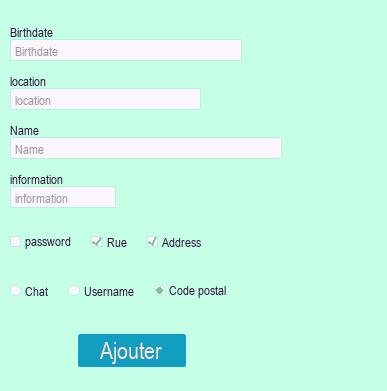 Birthdate
Birthdate
location
location
Name
Name
information
information
password Rue Address
Chat Username Code postal
Ajouter